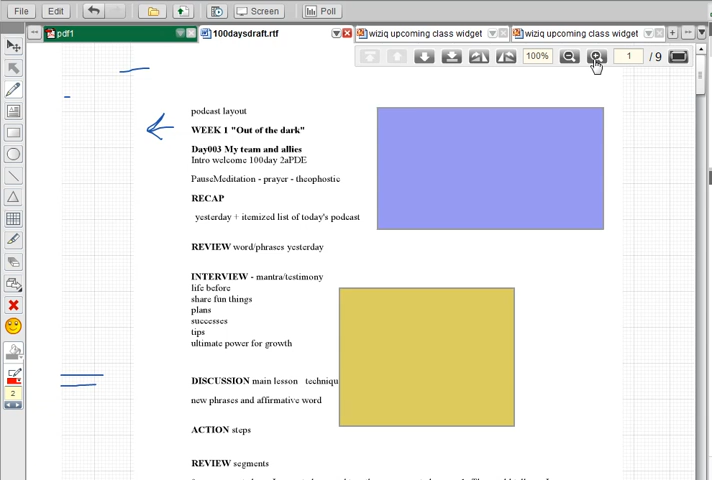 File Edit Screen Poll
pdf1 100daysdraft.rtf wiziq upcoming class widget wiziq upcoming class widget
100% 1 / 9
podcast layout
WEEK 1 "Out of the dark"
Day003 My team and allies
Intro welcome 100day 2aPDE
PauseMeditation - prayer - theophostic
RECAP
yesterday + itemized list of today's podcast
REVIEW word/phrases yesterday
INTERVIEW - mantra/testimony
life before
share fun things
plans
successes
tips
ultimate power for growth
DISCUSSION main lesson techniqu
new phrases and affirmative word
ACTION steps
2
REVIEW segments